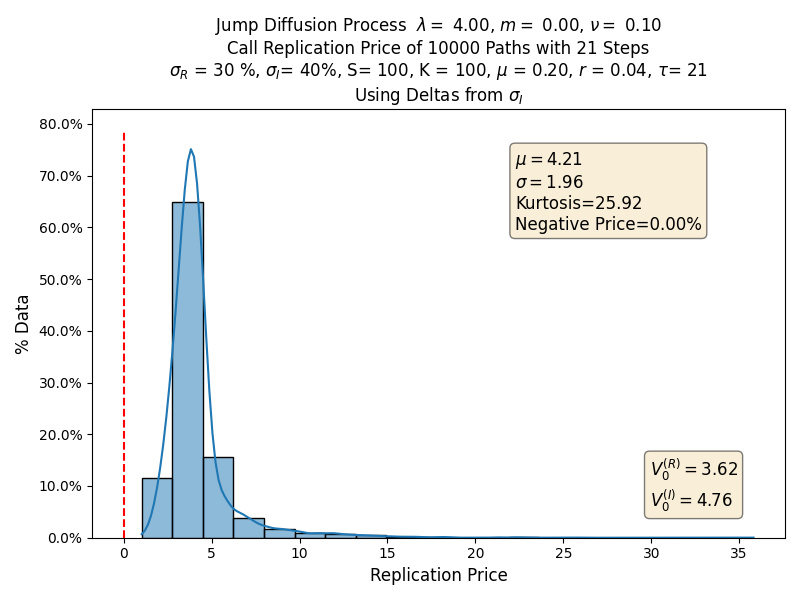 Jump Diffusion Process λ = 4.00, m = 0.00, ν = 0.10
Call Replication Price of 10000 Paths with 21 Steps
σ_R = 30 %, σ_I= 40%, S= 100, K = 100, μ = 0.20, r = 0.04, τ= 21
Using Deltas from σ_I
80.0%
70.0%
60.0%
50.0%
40.0%
30.0%
20.0%
10.0%
0.0%
% Data
μ = 4.21
σ = 1.96
Kurtosis=25.92
Negative Price=0.00%
V_0^(R) = 3.62
V_0^(I) = 4.76
0 5 10 15 20 25 30 35
Replication Price